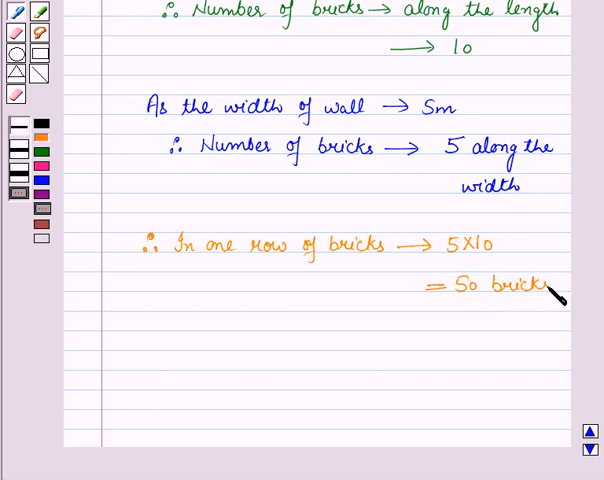 ∴ Number of bricks → along the length
→ 10
As the width of wall → 5m
∴ Number of bricks → 5 along the
width
∴ In one row of bricks → 5×10
= 50 bricks